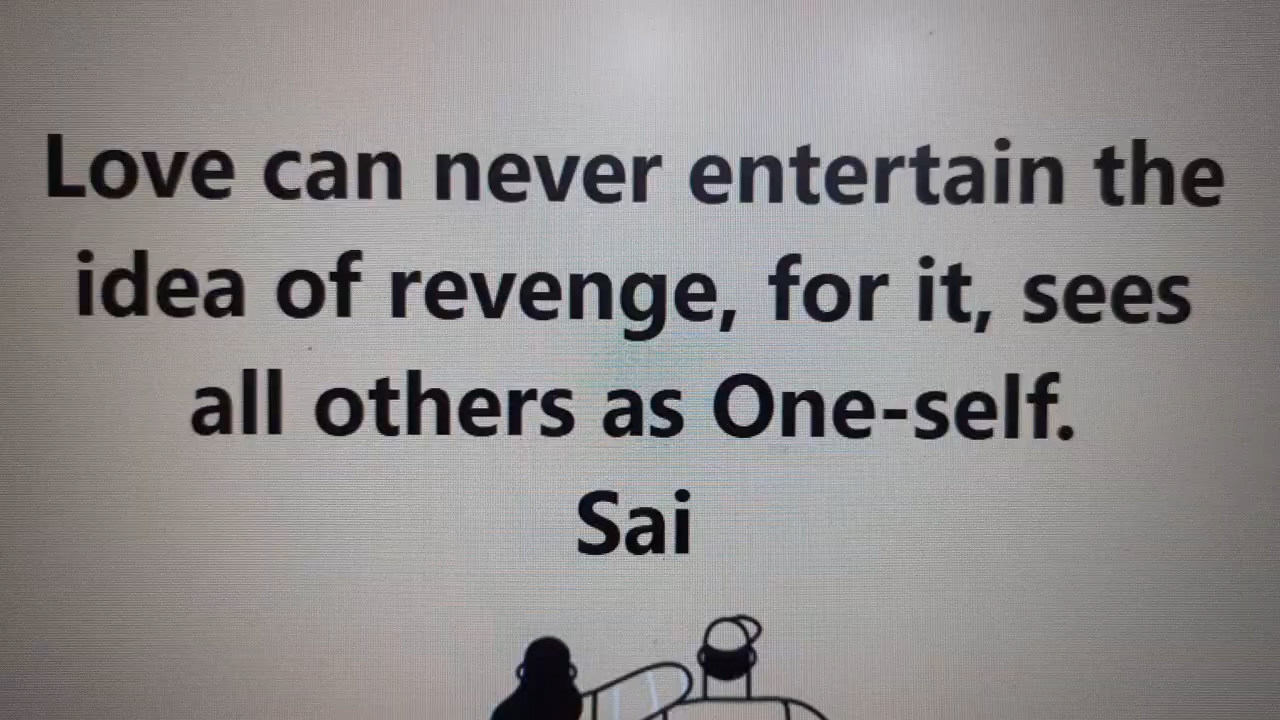 Love can never entertain the
idea of revenge, for it, sees
all others as One-self.
Sai